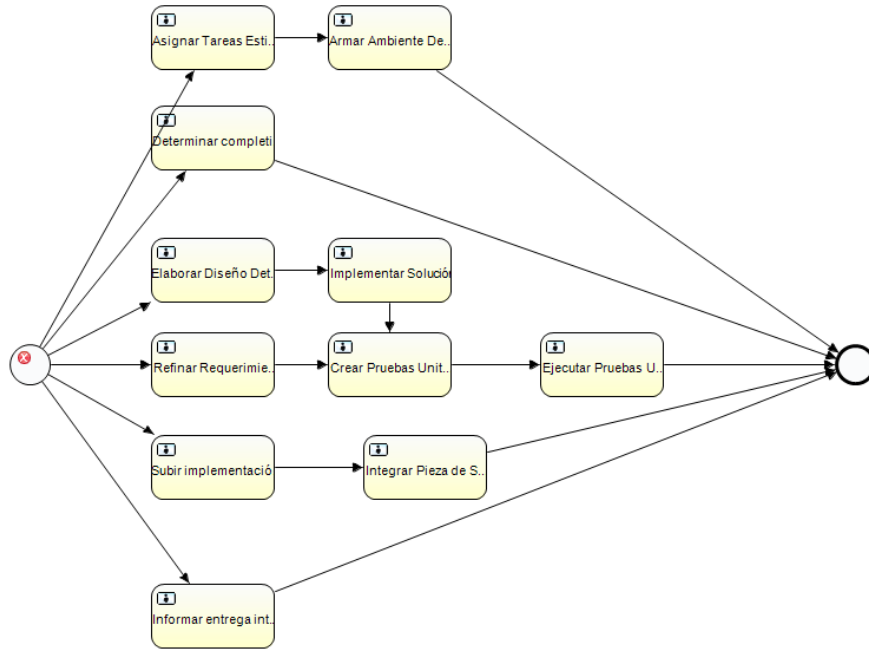 Asignar Tareas Esti..
Armar Ambiente De..
Determinar completi
Elaborar Diseño Det..
Implementar Solución
Refinar Requerimie..
Crear Pruebas Unit..
Ejecutar Pruebas U..
Subir implementació
Integrar Pieza de S..
Informar entrega int..